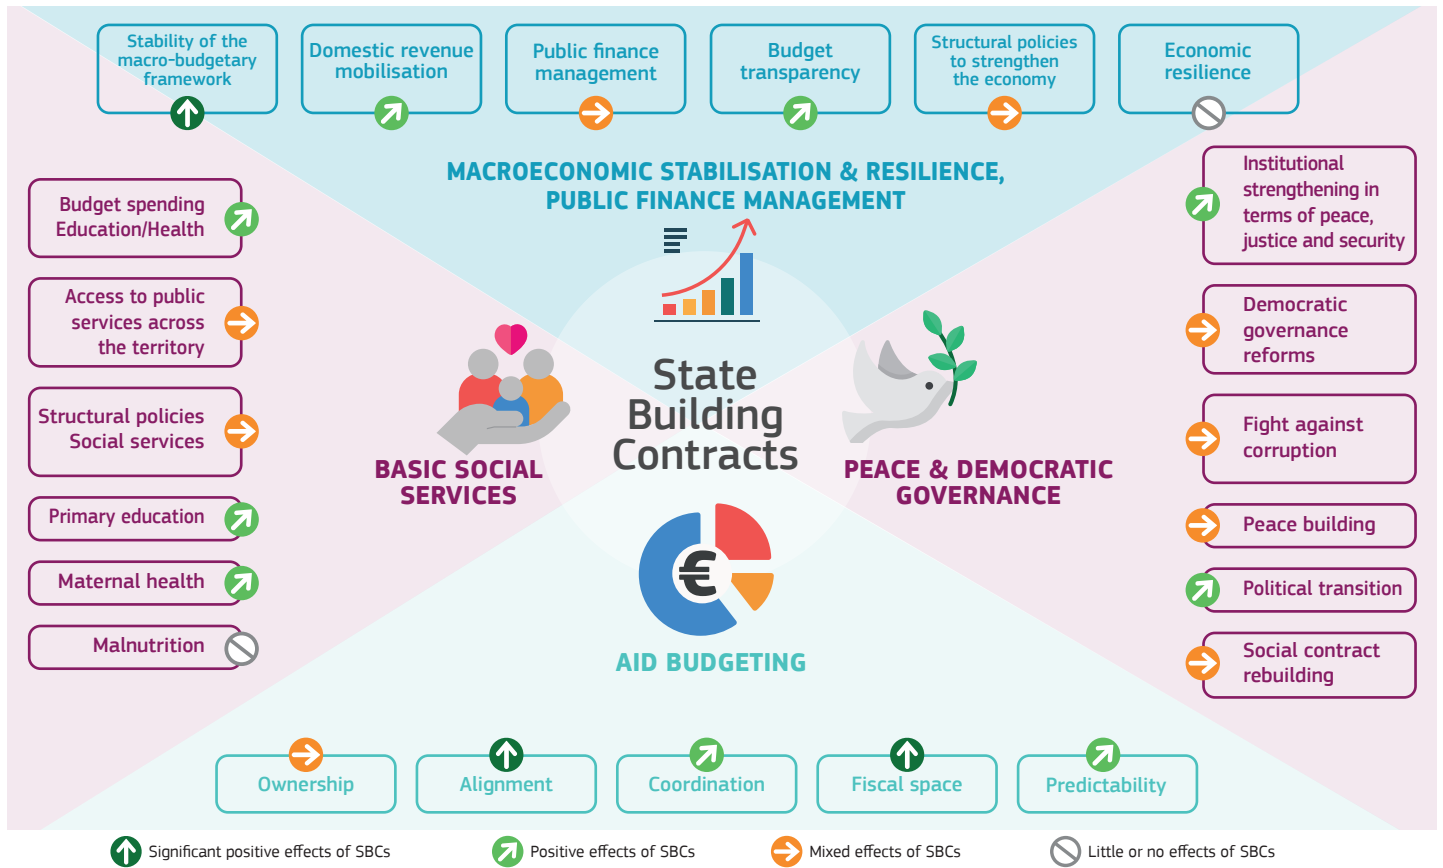 Stability of the
macro-budgetary
framework
Domestic revenue
mobilisation
Public finance
management
Budget
transparency
Structural policies
to strengthen
the economy
Economic
resilience
MACROECONOMIC STABILISATION & RESILIENCE,
PUBLIC FINANCE MANAGEMENT
Budget spending
Education/Health
Access to public
services across
the territory
Structural policies
Social services
Primary education
Maternal health
Malnutrition
BASIC SOCIAL
SERVICES
State
Building
Contracts
PEACE & DEMOCRATIC
GOVERNANCE
Institutional
strengthening in
terms of peace,
justice and security
Democratic
governance
reforms
Fight against
corruption
Peace building
Political transition
Social contract
rebuilding
€
AID BUDGETING
Ownership
Alignment
Coordination
Fiscal space
Predictability
Significant positive effects of SBCs
Positive effects of SBCs
Mixed effects of SBCs
Little or no effects of SBCs